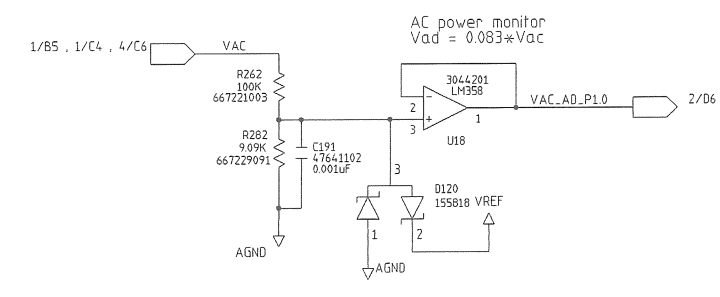 AC power monitor
Vad = 0.083*Vac
1/B5 , 1/C4 , 4/C6
VAC
R262
100K
667221003
3044201
LM358
2
3
1
U18
VAC_AD_P1.0
2/D6
R282
9.09K
667229091
C191
47641102
0.001uF
3
D120
155818
VREF
1
2
AGND
AGND